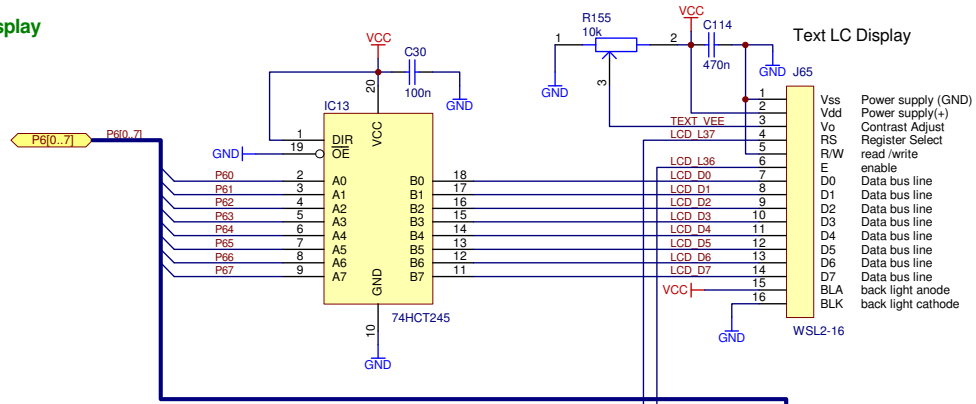 splay
VCC
C30
100n
GND
20
IC13
VCC
1
DIR
19
OE
GND
P6[0..7]
P6[0..7]
P60
2
A0
B0
18
LCD_D0
P61
3
A1
B1
17
LCD_D1
P62
4
A2
B2
16
LCD_D2
P63
5
A3
B3
15
LCD_D3
P64
6
A4
B4
14
LCD_D4
P65
7
A5
B5
13
LCD_D5
P66
8
A6
B6
12
LCD_D6
P67
9
A7
B7
11
LCD_D7
GND
10
74HCT245
GND
R155
10k
1
2
3
GND
VCC
C114
470n
GND
Text LC Display
J65
1
Vss
Power supply (GND)
2
Vdd
Power supply(+)
TEXT_VEE
3
Vo
Contrast Adjust
LCD_L37
4
RS
Register Select
5
R/W
read /write
LCD_L36
6
E
enable
7
D0
Data bus line
8
D1
Data bus line
9
D2
Data bus line
10
D3
Data bus line
11
D4
Data bus line
12
D5
Data bus line
13
D6
Data bus line
14
D7
Data bus line
VCC
15
BLA
back light anode
16
BLK
back light cathode
GND
WSL2-16